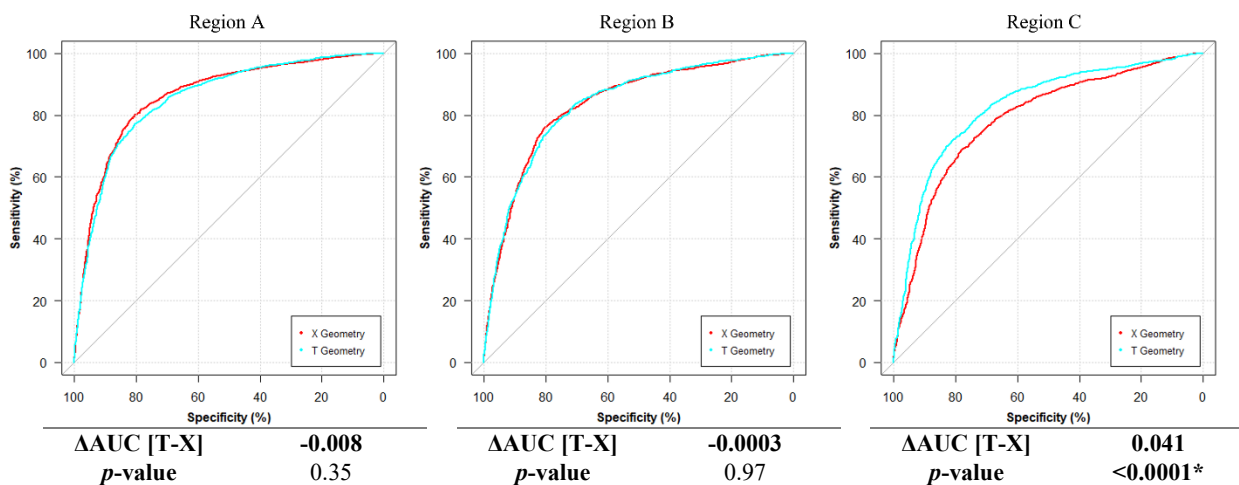 Region A
100
80
60
40
20
0
Sensitivity (%)
X Geometry
T Geometry
100 80 60 40 20 0
Specificity (%)
ΔAUC [T-X] -0.008
p-value 0.35
Region B
100
80
60
40
20
0
Sensitivity (%)
X Geometry
T Geometry
100 80 60 40 20 0
Specificity (%)
ΔAUC [T-X] -0.0003
p-value 0.97
Region C
100
80
60
40
20
0
Sensitivity (%)
X Geometry
T Geometry
100 80 60 40 20 0
Specificity (%)
ΔAUC [T-X] 0.041
p-value <0.0001*